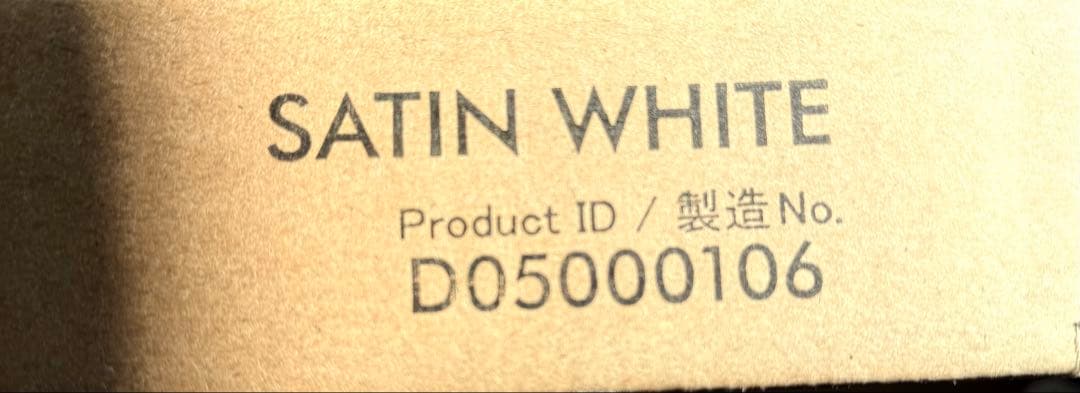 SATIN WHITE
Product ID / 製造No.
D05000106